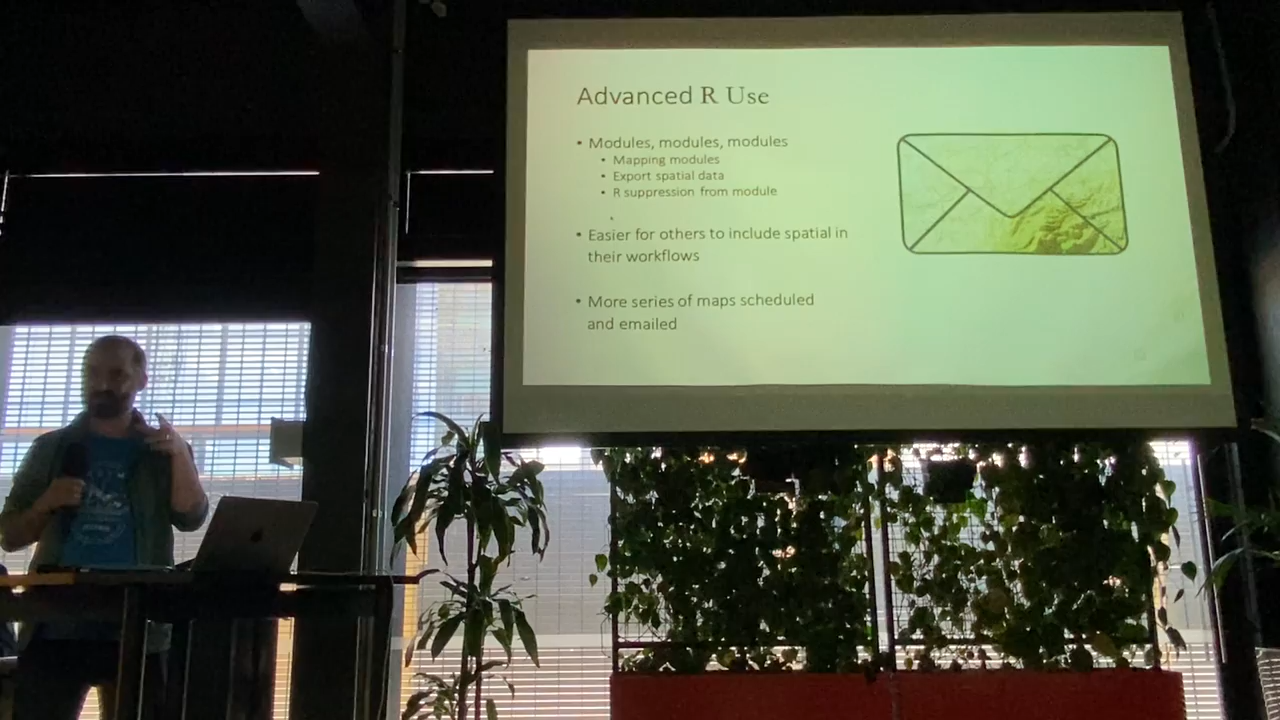 Advanced R Use
• Modules, modules, modules
• Mapping modules
• Export spatial data
• R suppression from module
• Easier for others to include spatial in
their workflows
• More series of maps scheduled
and emailed